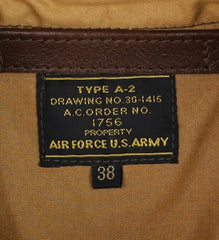 TYPE A-2
DRAWING NO. 30-1415
A.C. ORDER NO.
1756
PROPERTY
AIR FORCE U.S. ARMY
38